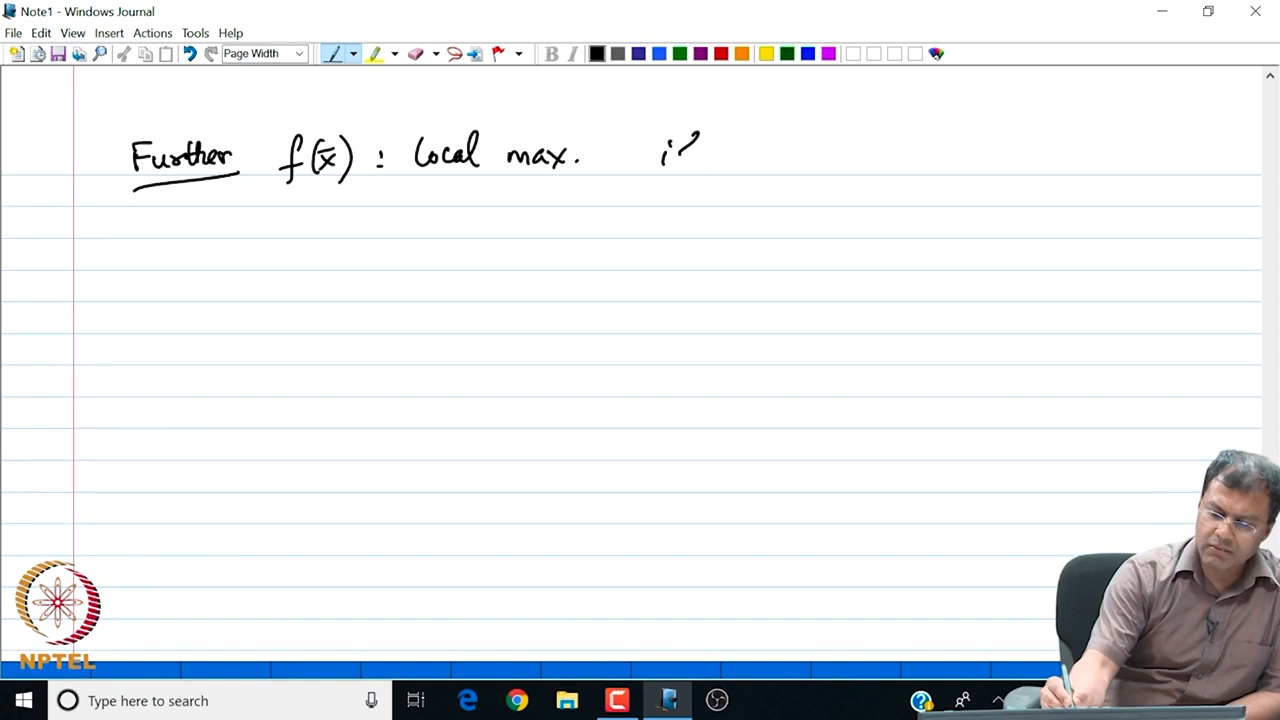 Note1 - Windows Journal
File Edit View Insert Actions Tools Help
Page Width B I
Further f(x̄) : local max.
NPTEL
Type here to search